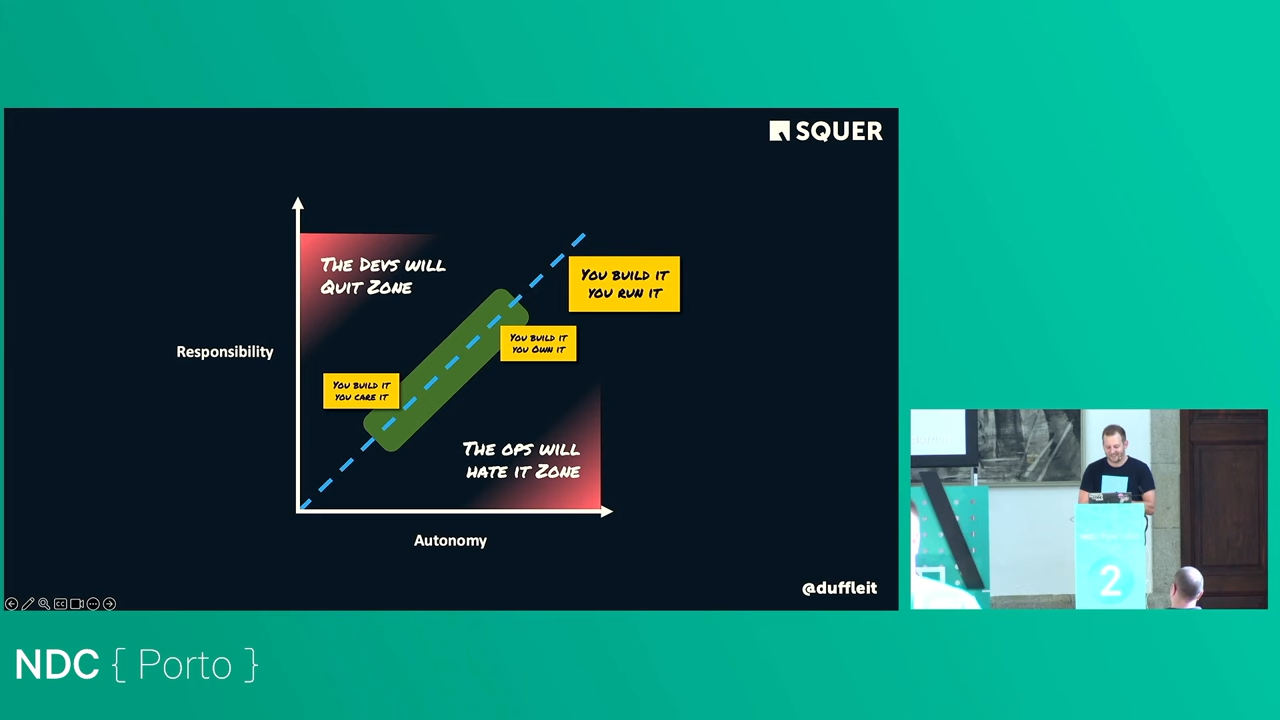 SQUER
The Devs will
Quit Zone
You build it
you run it
You build it
you Own it
Responsibility
You build it
you care it
The ops will
hate it Zone
Autonomy
@duffleit
2
NDC { Porto }